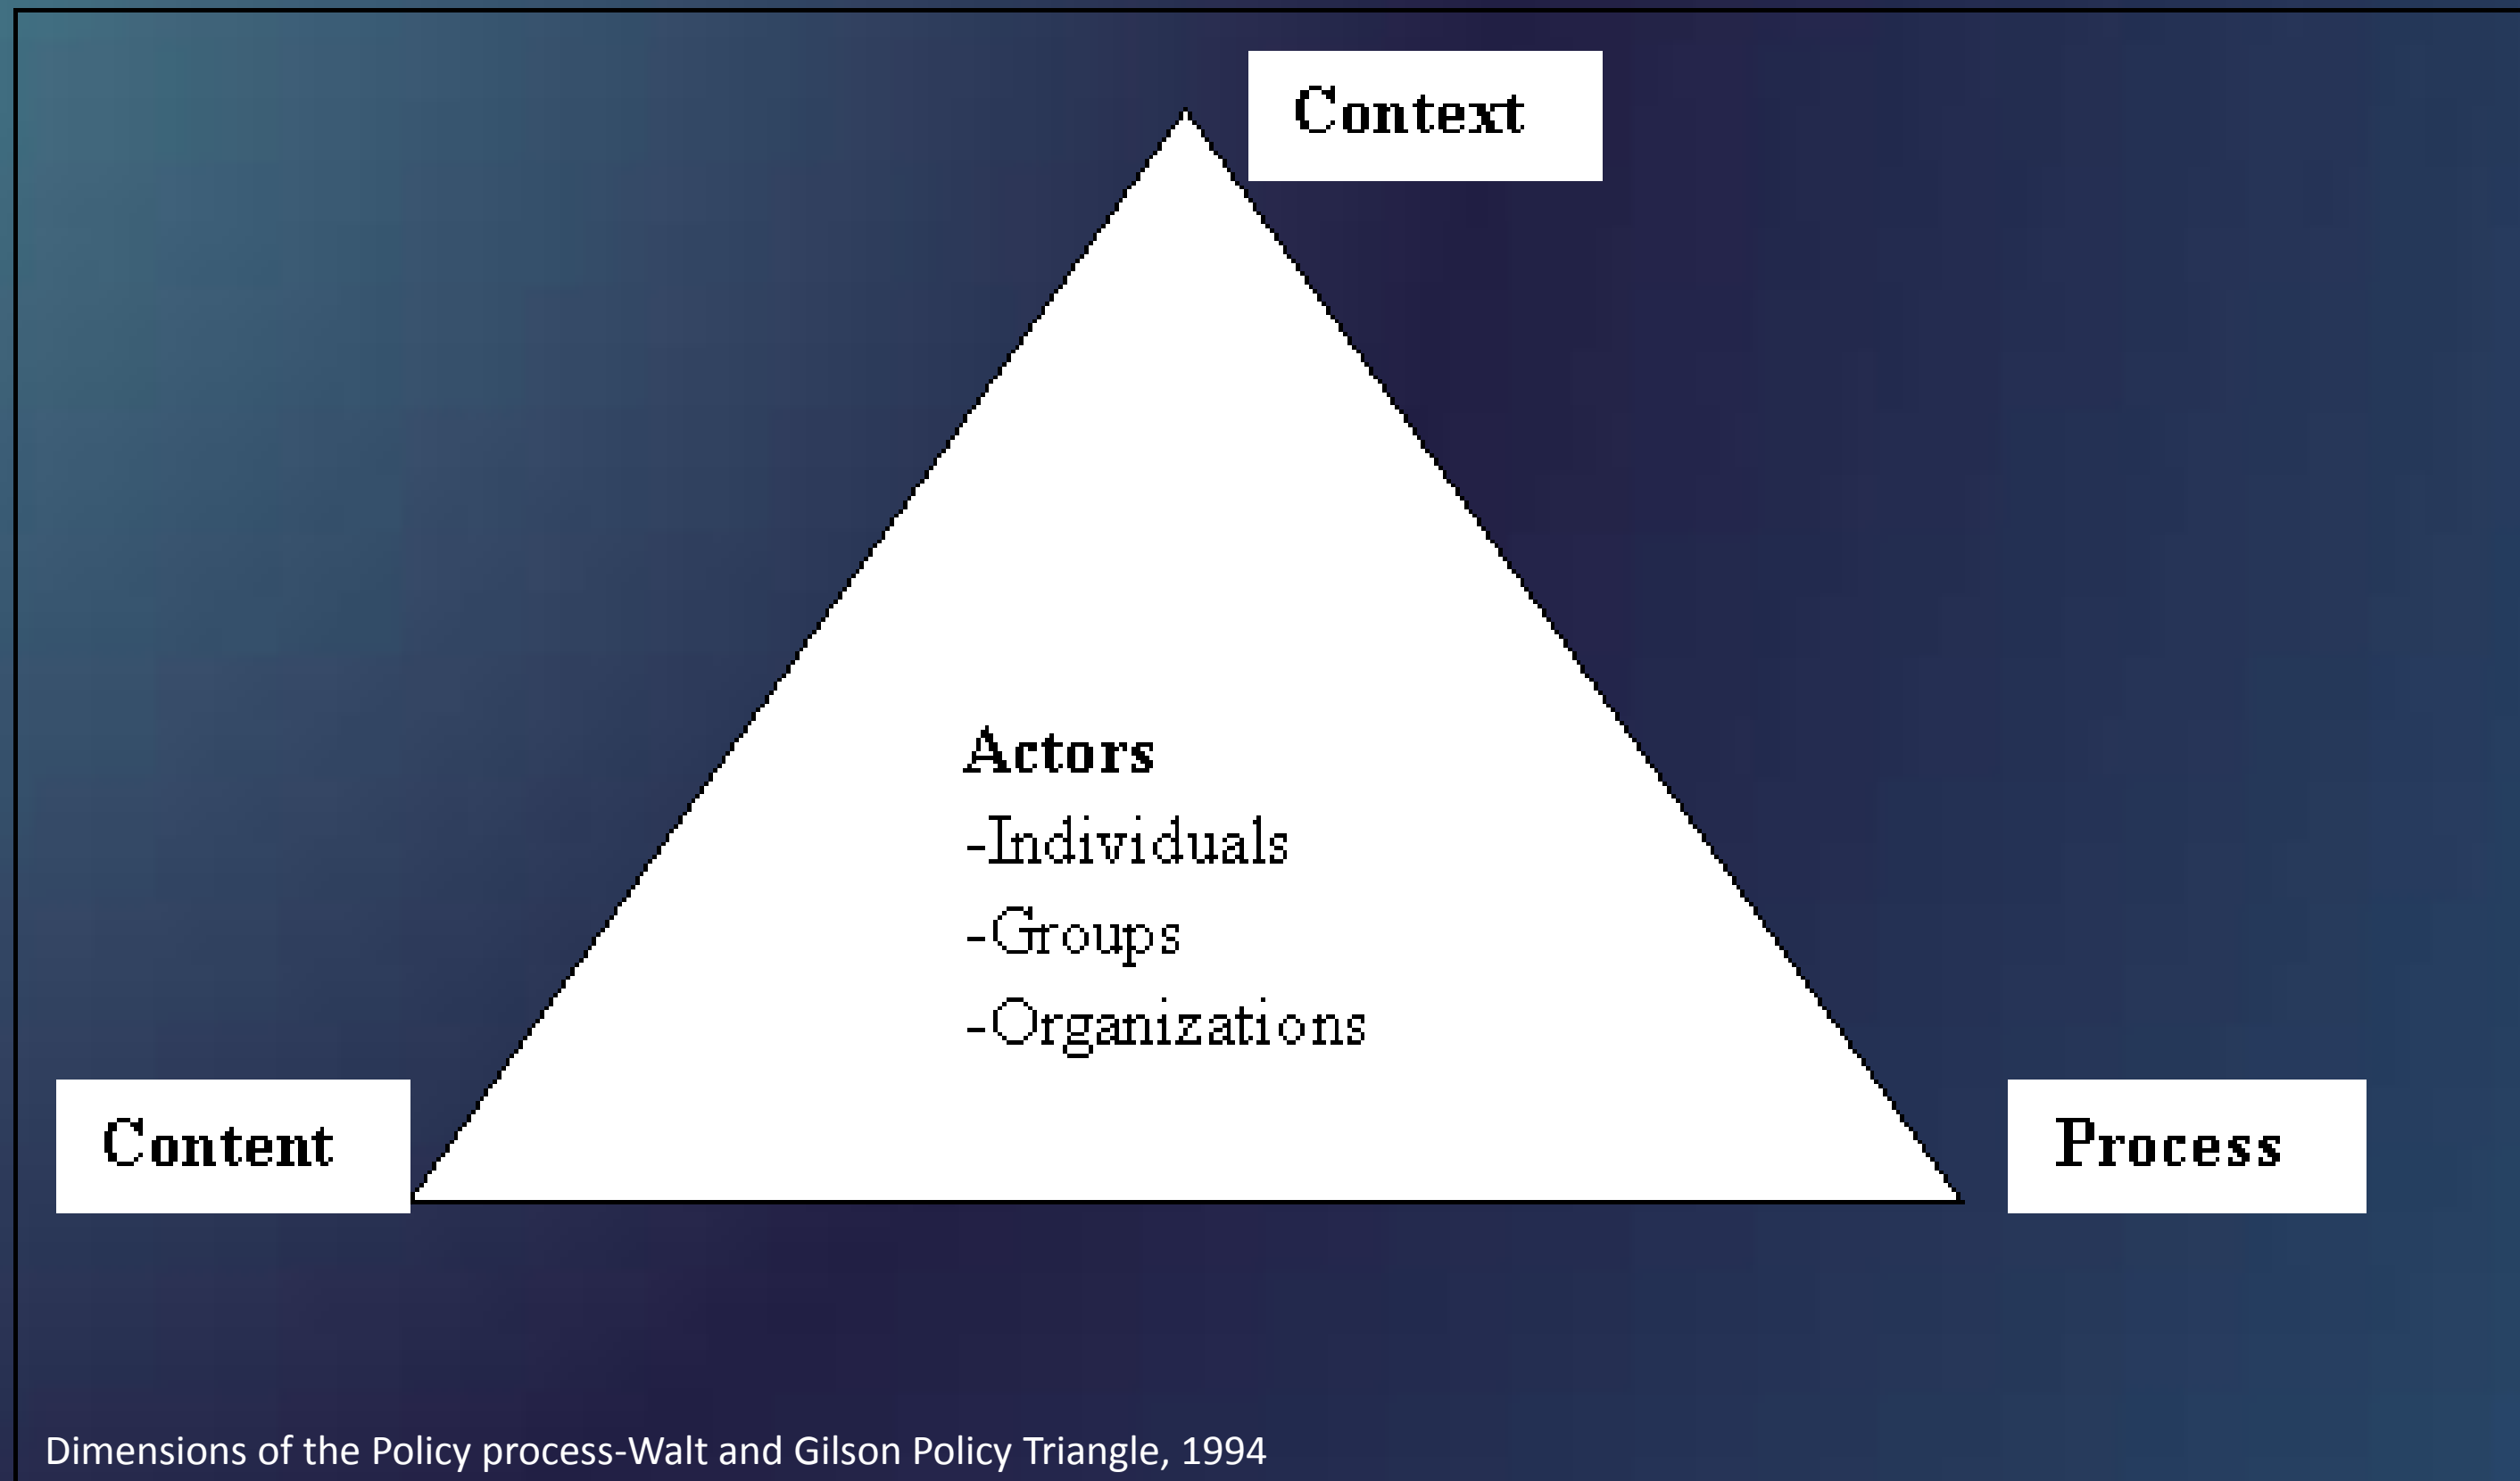 Context
Actors
-Individuals
-Groups
-Organizations
Content
Process
Dimensions of the Policy process-Walt and Gilson Policy Triangle, 1994